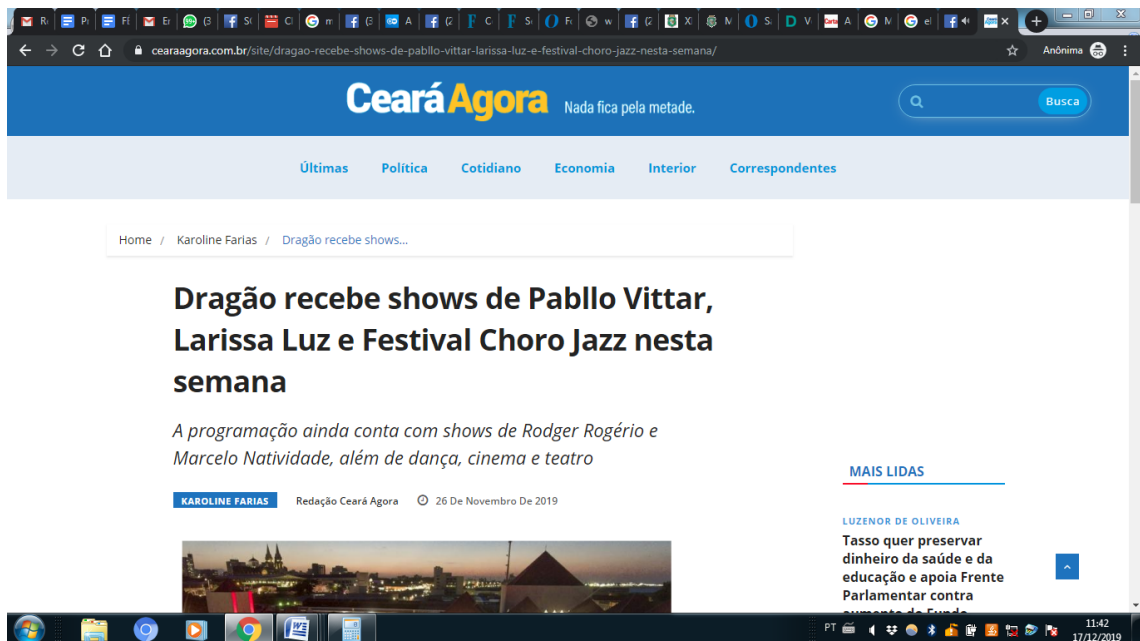 cearaagora.com.br/site/dragao-recebe-shows-de-pabllo-vittar-larissa-luz-e-festival-choro-jazz-nesta-semana/
Anônima
CearáAgora Nada fica pela metade.
Busca
Últimas Política Cotidiano Economia Interior Correspondentes
Home / Karoline Farias / Dragão recebe shows...
Dragão recebe shows de Pabllo Vittar,
Larissa Luz e Festival Choro Jazz nesta
semana
A programação ainda conta com shows de Rodger Rogério e
Marcelo Natividade, além de dança, cinema e teatro
KAROLINE FARIAS Redação Ceará Agora 26 De Novembro De 2019
MAIS LIDAS
LUZENOR DE OLIVEIRA
Tasso quer preservar
dinheiro da saúde e da
educação e apoia Frente
Parlamentar contra
aumento do Fundo
PT
11:42
17/12/2019